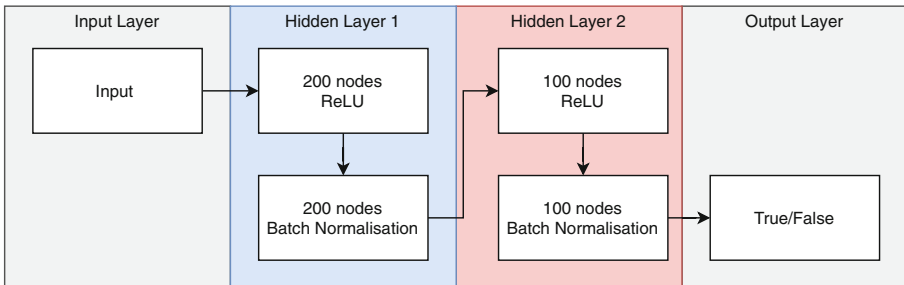 Input Layer
Hidden Layer 1
Hidden Layer 2
Output Layer
Input
200 nodes
ReLU
200 nodes
Batch Normalisation
100 nodes
ReLU
100 nodes
Batch Normalisation
True/False